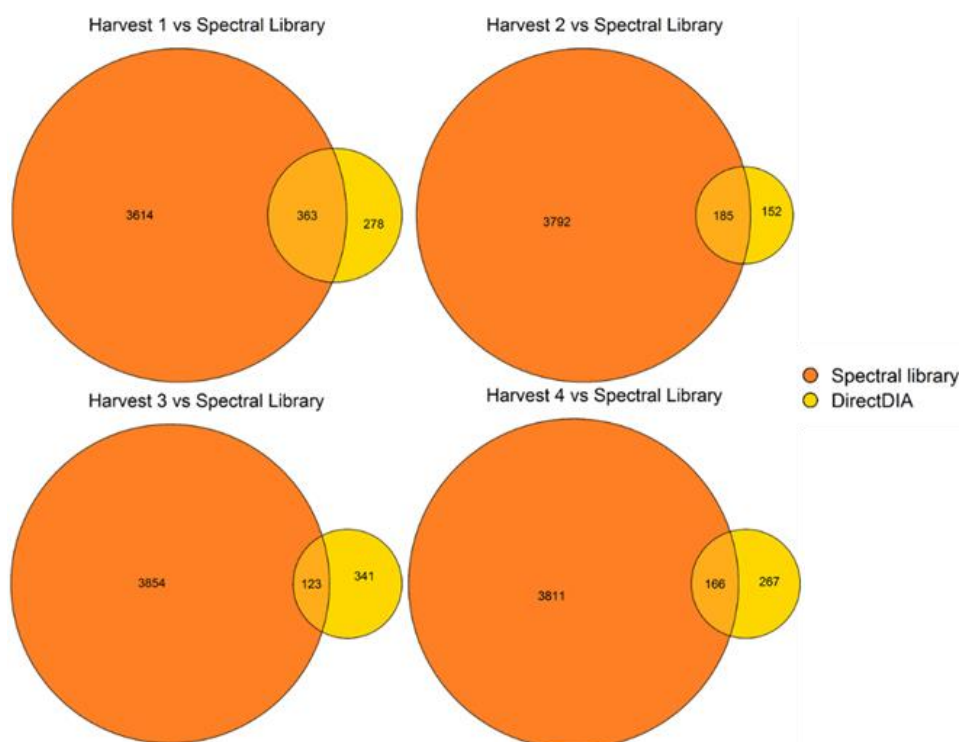 Harvest 1 vs Spectral Library
3614
363
278
Harvest 2 vs Spectral Library
3792
185
152
Harvest 3 vs Spectral Library
3854
123
341
Harvest 4 vs Spectral Library
3811
166
267
Spectral library
DirectDIA